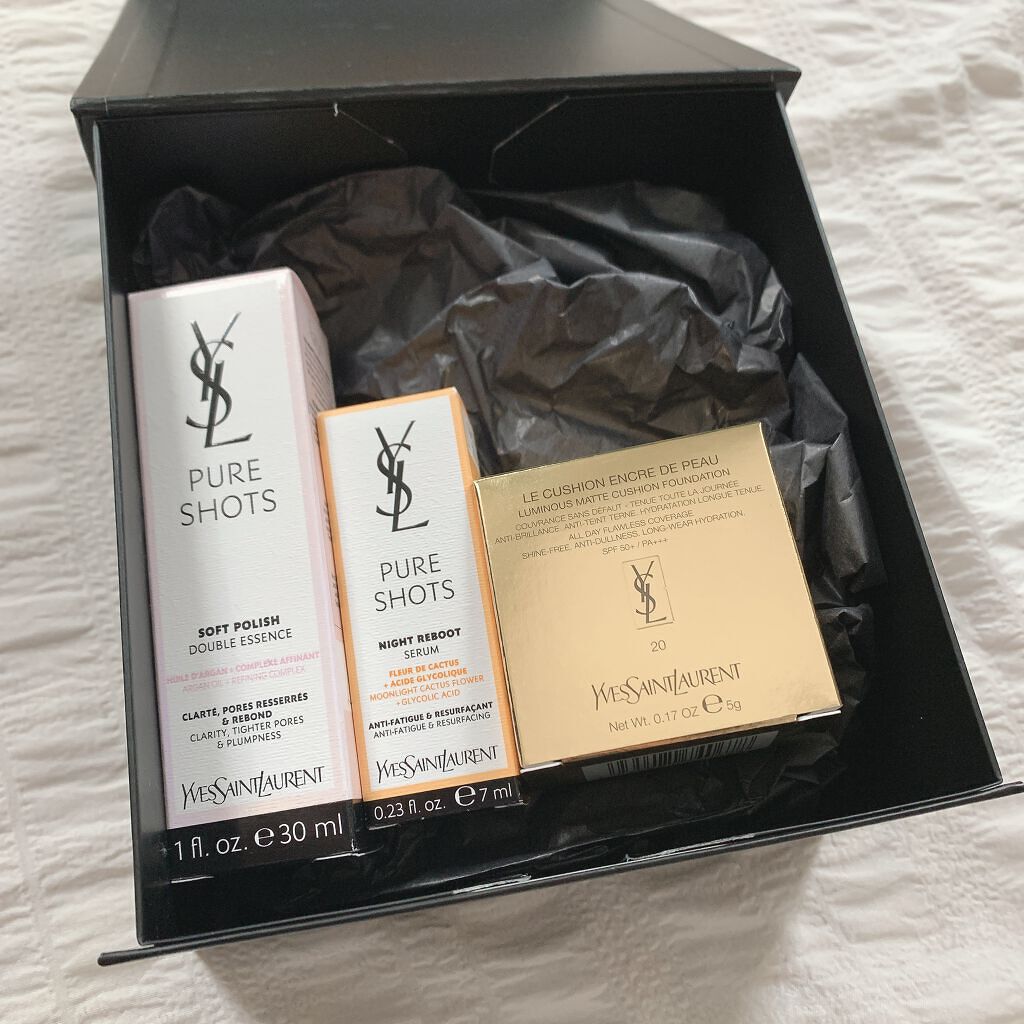 YSL
PURE
SHOTS
SOFT POLISH
DOUBLE ESSENCE
HUILE D'ARGAN + COMPLEXE AFFINANT
ARGAN OIL + REFINING COMPLEX
CLARTÉ, PORES RESSERRÉS
& REBOND
CLARITY, TIGHTER PORES
& PLUMPNESS
YVESSAINTLAURENT
1 fl. oz. ℮ 30 ml
YSL
PURE
SHOTS
NIGHT REBOOT
SERUM
FLEUR DE CACTUS
+ ACIDE GLYCOLIQUE
MOONLIGHT CACTUS FLOWER
+ GLYCOLIC ACID
ANTI-FATIGUE & RESURFAÇANT
ANTI-FATIGUE & RESURFACING
YVESSAINTLAURENT
0.23 fl. oz. ℮ 7 ml
LE CUSHION ENCRE DE PEAU
LUMINOUS MATTE CUSHION FOUNDATION
COUVRANCE SANS DÉFAUT - TENUE TOUTE LA JOURNÉE
ANTI-BRILLANCE. ANTI-TEINT TERNE. HYDRATATION LONGUE TENUE.
ALL DAY FLAWLESS COVERAGE
SHINE-FREE. ANTI-DULLNESS. LONG-WEAR HYDRATION.
SPF 50+ / PA+++
YSL
20
YVESSAINTLAURENT
Net Wt. 0.17 OZ ℮ 5g